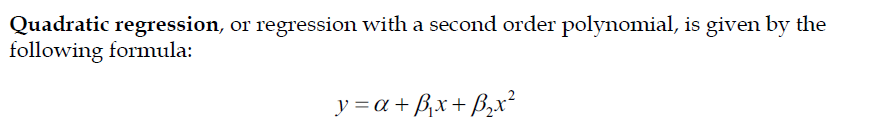 Quadratic regression, or regression with a second order polynomial, is given by the
following formula:
y = α + β₁x + β₂x²